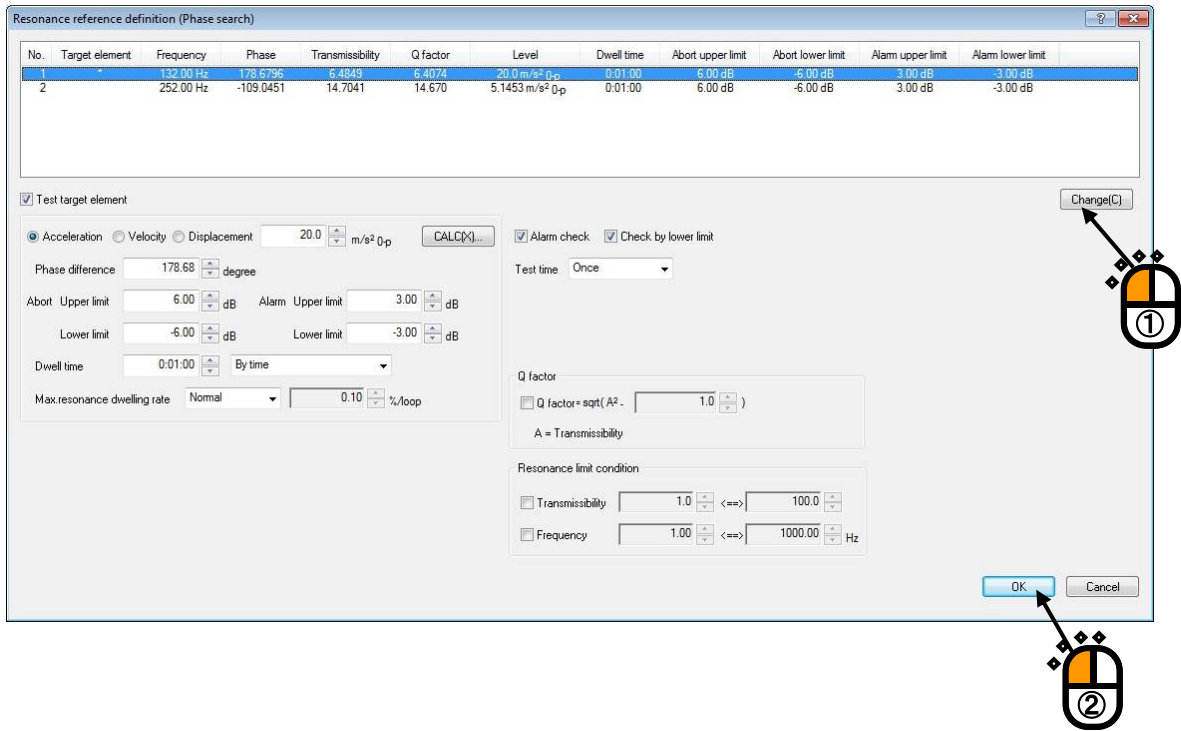 Resonance reference definition (Phase search)
No. Target element Frequency Phase Transmissibility Q factor Level Dwell time Abort upper limit Abort lower limit Alarm upper limit Alarm lower limit
1 * 132.00 Hz 178.6796 6.4849 6.4074 20.0 m/s² 0-p 0:01:00 6.00 dB -6.00 dB 3.00 dB -3.00 dB
2 252.00 Hz -109.0451 14.7041 14.670 5.1453 m/s² 0-p 0:01:00 6.00 dB -6.00 dB 3.00 dB -3.00 dB
Test target element
Change(C)
Acceleration Velocity Displacement 20.0 m/s² 0-p CALC(X)...
Alarm check Check by lower limit
Phase difference 178.68 degree
Test time Once
Abort Upper limit 6.00 dB Alarm Upper limit 3.00 dB
Lower limit -6.00 dB Lower limit -3.00 dB
Dwell time 0:01:00 By time
Max.resonance dwelling rate Normal 0.10 %/loop
Q factor
Q factor= sqrt( A² - 1.0 )
A = Transmissibility
Resonance limit condition
Transmissibility 1.0 <==> 100.0
Frequency 1.00 <==> 1000.00 Hz
OK Cancel
①
②